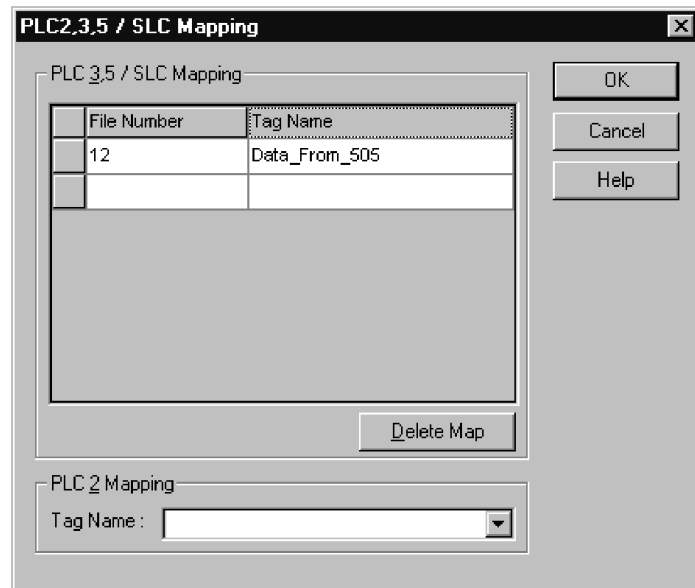 PLC2,3,5 / SLC Mapping
PLC 3,5 / SLC Mapping
OK
File Number Tag Name
Cancel
12 Data_From_505
Help
Delete Map
PLC 2 Mapping
Tag Name :